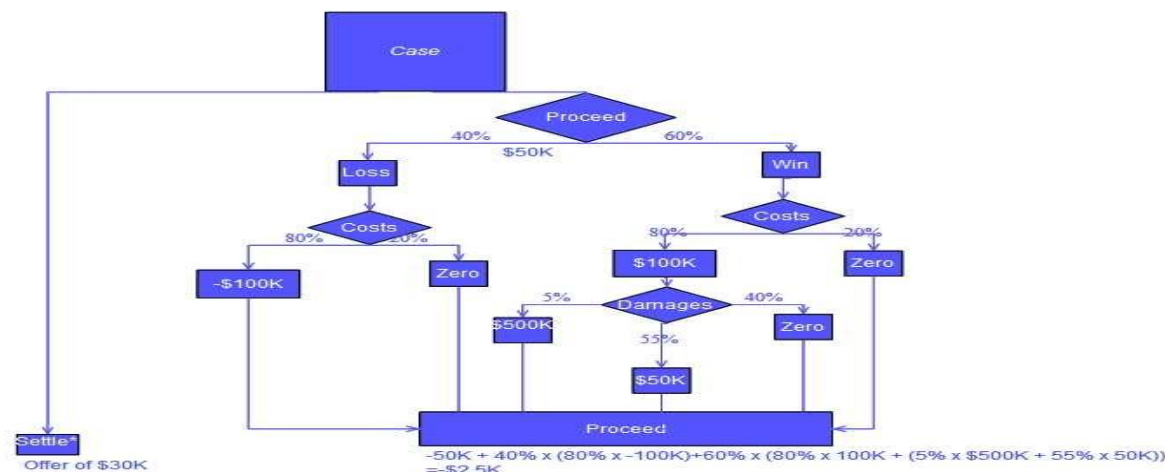 Case
Proceed
40%
60%
$50K
Loss
Win
Costs
Costs
80%
20%
80%
20%
-$100K
Zero
$100K
Zero
5%
Damages
40%
$500K
Zero
55%
$50K
Settle*
Proceed
Offer of $30K
-50K + 40% x (80% x -100K)+60% x (80% x 100K + (5% x $500K + 55% x 50K))
=-$2.5K